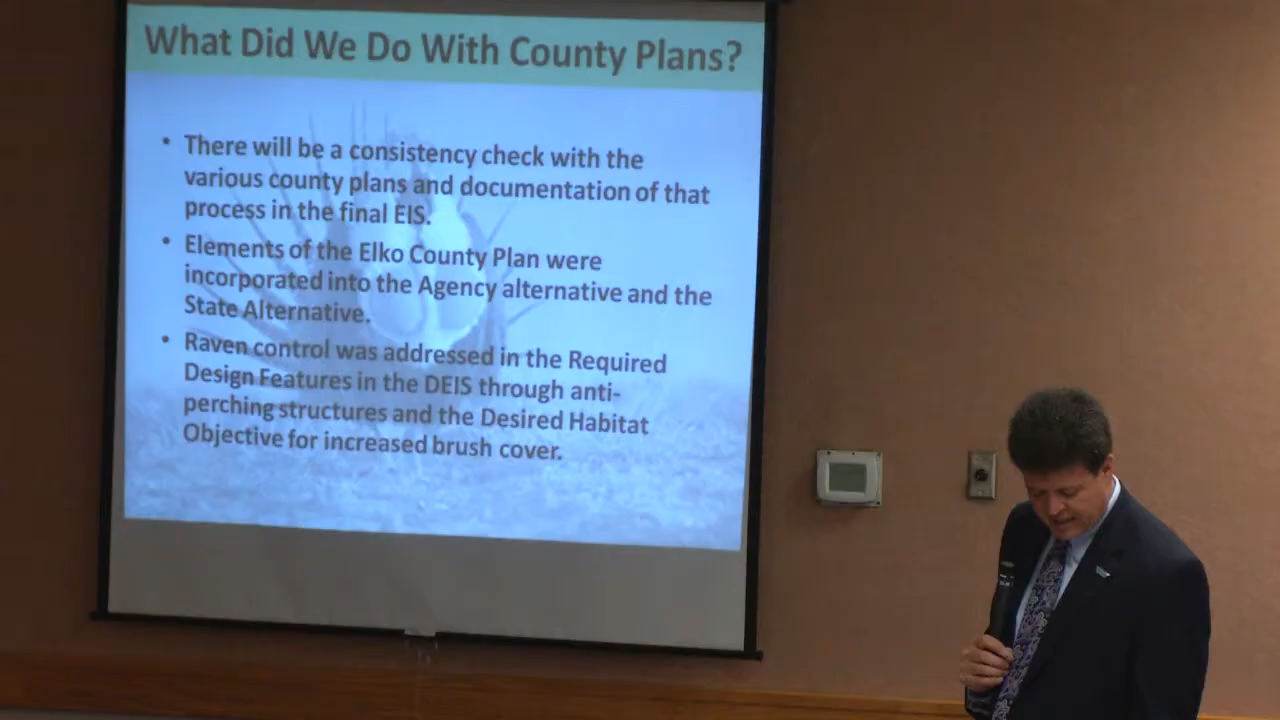 What Did We Do With County Plans?
• There will be a consistency check with the
various county plans and documentation of that
process in the final EIS.
• Elements of the Elko County Plan were
incorporated into the Agency alternative and the
State Alternative.
• Raven control was addressed in the Required
Design Features in the DEIS through anti-
perching structures and the Desired Habitat
Objective for increased brush cover.